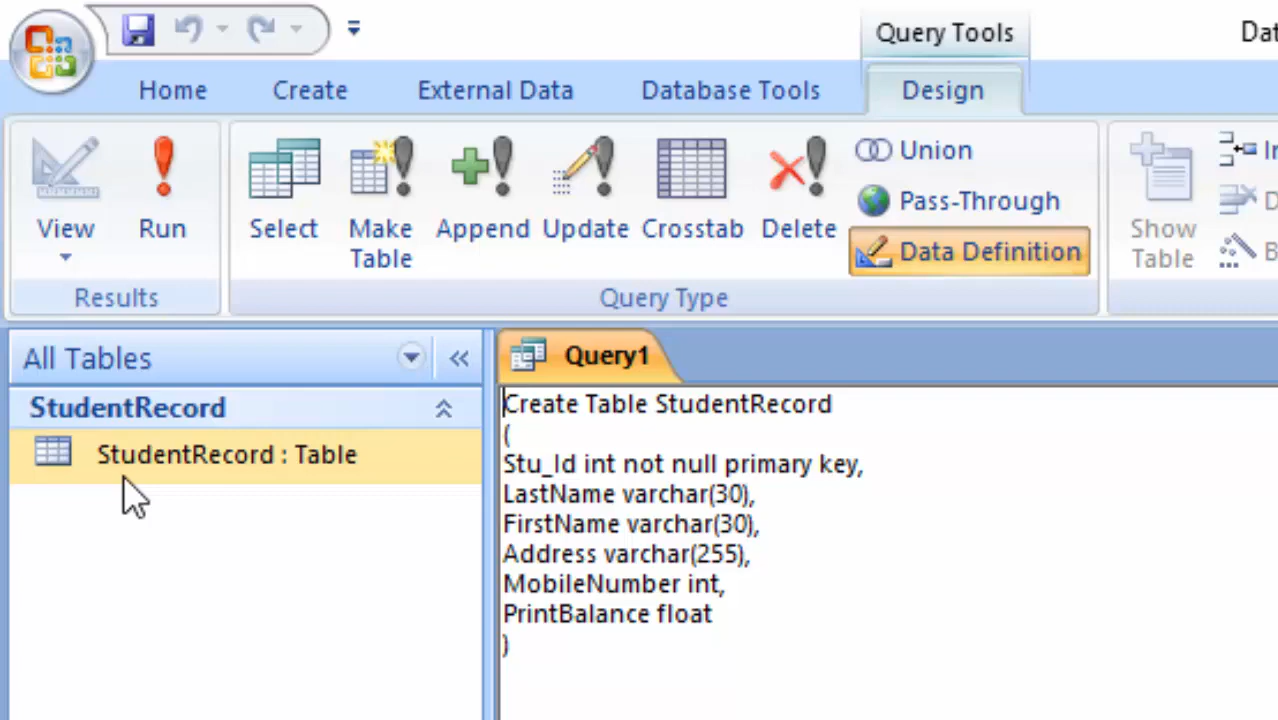 Query Tools
Dat
Home Create External Data Database Tools Design
Union
Pass-Through
Data Definition
View Run Select Make Table Append Update Crosstab Delete Show Table
Results Query Type
All Tables
Query1
StudentRecord
StudentRecord : Table
Create Table StudentRecord
(
Stu_Id int not null primary key,
LastName varchar(30),
FirstName varchar(30),
Address varchar(255),
MobileNumber int,
PrintBalance float
)